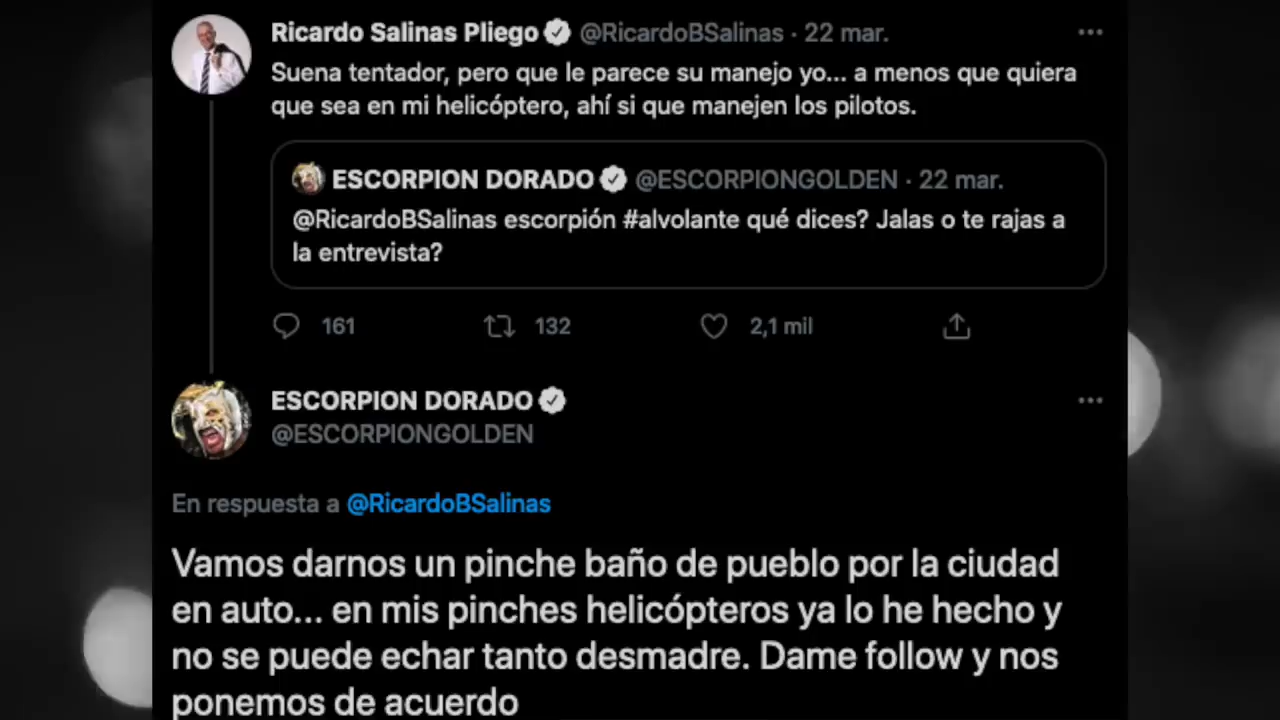 Ricardo Salinas Pliego @RicardoBSalinas · 22 mar.
Suena tentador, pero que le parece su manejo yo... a menos que quiera
que sea en mi helicóptero, ahí si que manejen los pilotos.
ESCORPION DORADO @ESCORPIONGOLDEN · 22 mar.
@RicardoBSalinas escorpión #alvolante qué dices? Jalas o te rajas a
la entrevista?
161 132 2,1 mil
ESCORPION DORADO
@ESCORPIONGOLDEN
En respuesta a @RicardoBSalinas
Vamos darnos un pinche baño de pueblo por la ciudad
en auto... en mis pinches helicópteros ya lo he hecho y
no se puede echar tanto desmadre. Dame follow y nos
ponemos de acuerdo